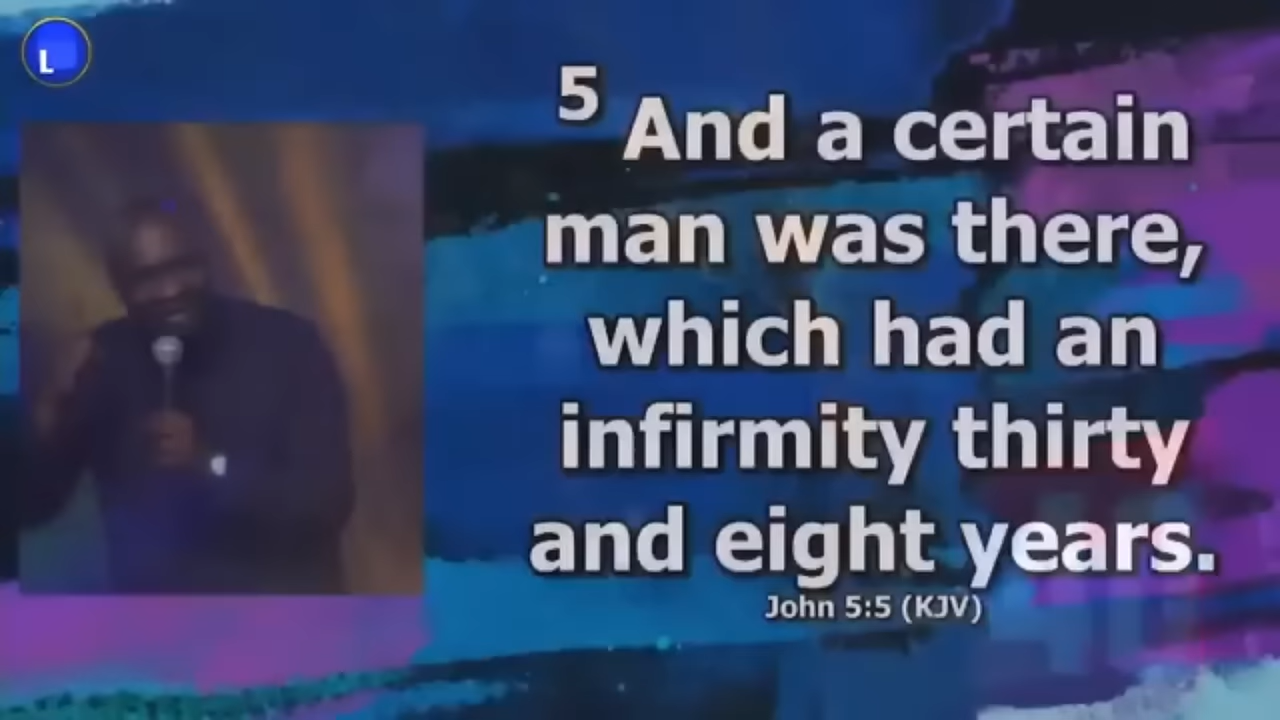 L
5 And a certain
man was there,
which had an
infirmity thirty
and eight years.
John 5:5 (KJV)